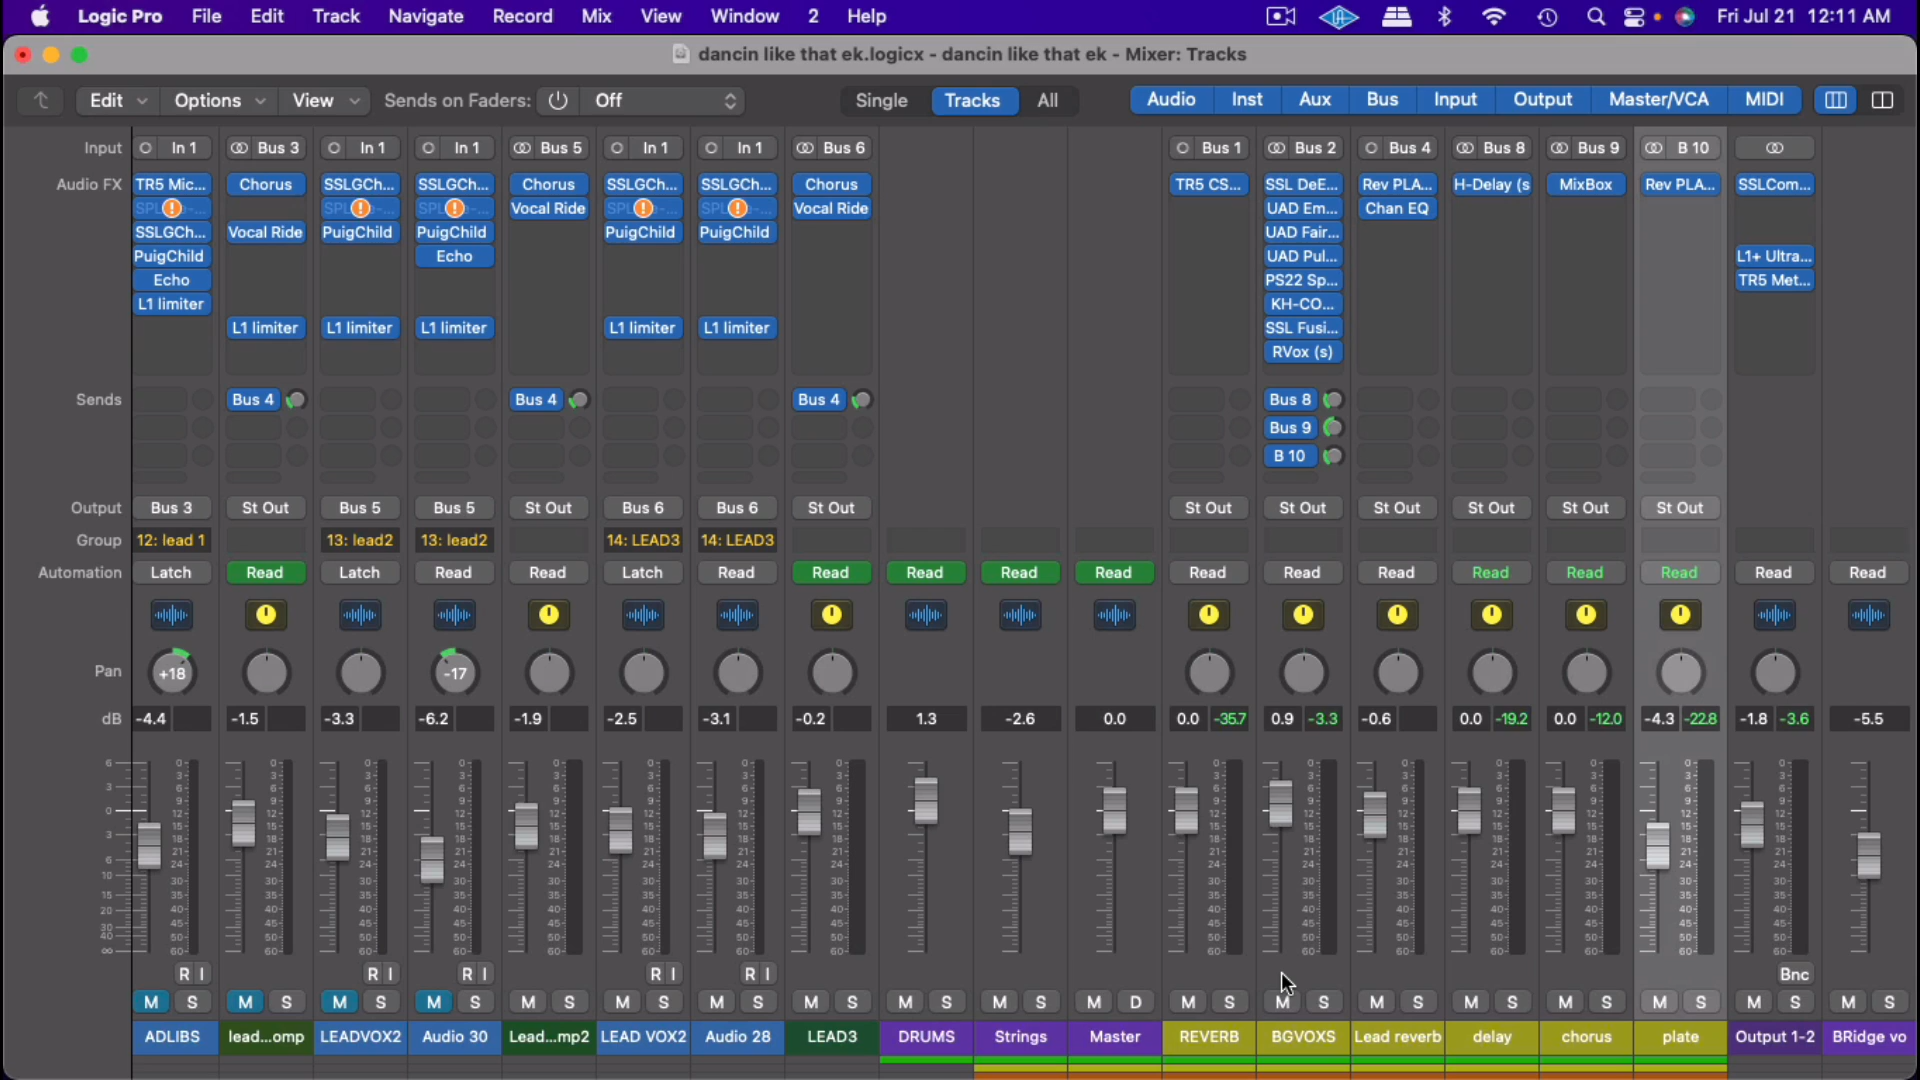 Logic Pro File Edit Track Navigate Record Mix View Window 2 Help Fri Jul 21 12:11 AM
dancin like that ek.logicx - dancin like that ek - Mixer: Tracks
Edit Options View Sends on Faders: Off Single Tracks All Audio Inst Aux Bus Input Output Master/VCA MIDI
Input In 1 Bus 3 In 1 In 1 Bus 5 In 1 In 1 Bus 6 Bus 1 Bus 2 Bus 4 Bus 8 Bus 9 B 10
Audio FX TR5 Mic... Chorus SSLGCh... SSLGCh... Chorus SSLGCh... SSLGCh... Chorus TR5 CS... SSL DeE... Rev PLA... H-Delay (s MixBox Rev PLA... SSLCom...
Vocal Ride Vocal Ride UAD Em... Chan EQ
SSLGCh... Vocal Ride PuigChild PuigChild PuigChild PuigChild UAD Fair...
PuigChild Echo UAD Pul... L1+ Ultra...
Echo PS22 Sp... TR5 Met...
L1 limiter KH-CO...
L1 limiter L1 limiter L1 limiter L1 limiter L1 limiter SSL Fusi...
RVox (s)
Sends Bus 4 Bus 4 Bus 4 Bus 8
Bus 9
B 10
Output Bus 3 St Out Bus 5 Bus 5 St Out Bus 6 Bus 6 St Out St Out St Out St Out St Out St Out St Out
Group 12: lead 1 13: lead2 13: lead2 14: LEAD3 14: LEAD3
Automation Latch Read Latch Read Read Latch Read Read Read Read Read Read Read Read Read Read Read Read Read
Pan +18 -17
dB -4.4 -1.5 -3.3 -6.2 -1.9 -2.5 -3.1 -0.2 1.3 -2.6 0.0 0.0 -35.7 0.9 -3.3 -0.6 0.0 -19.2 0.0 -12.0 -4.3 -22.8 -1.8 -3.6 -5.5
R I R I R I R I R I Bnc
M S M S M S M S M S M S M S M S M S M S M D M S M S M S M S M S M S M S M S
ADLIBS lead...omp LEADVOX2 Audio 30 Lead...mp2 LEAD VOX2 Audio 28 LEAD3 DRUMS Strings Master REVERB BGVOXS Lead reverb delay chorus plate Output 1-2 BRidge vo